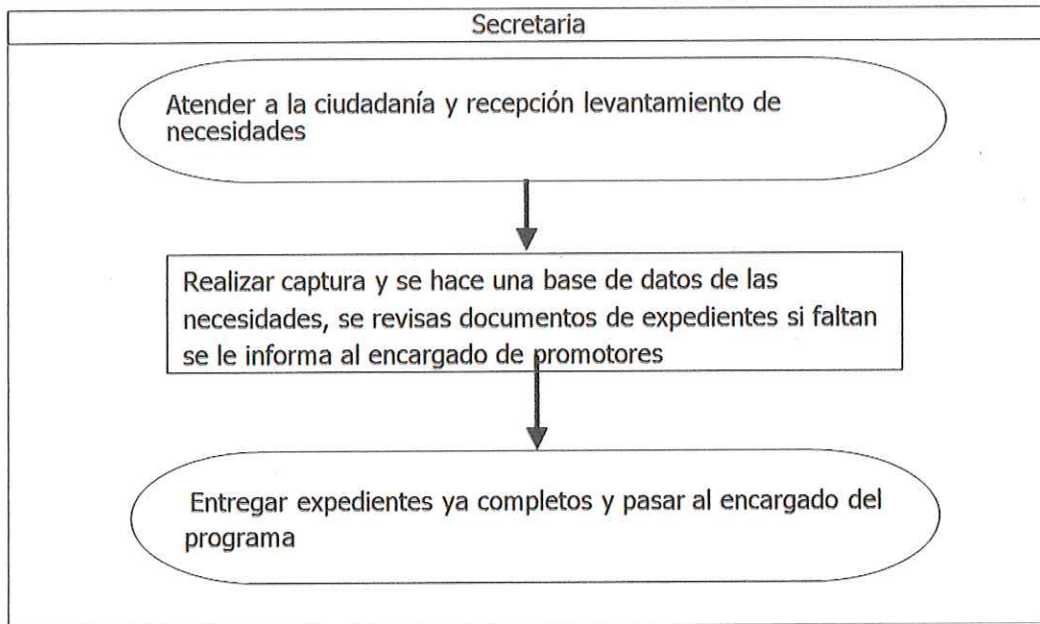 Secretaria
Atender a la ciudadanía y recepción levantamiento de
necesidades
Realizar captura y se hace una base de datos de las
necesidades, se revisas documentos de expedientes si faltan
se le informa al encargado de promotores
Entregar expedientes ya completos y pasar al encargado del
programa